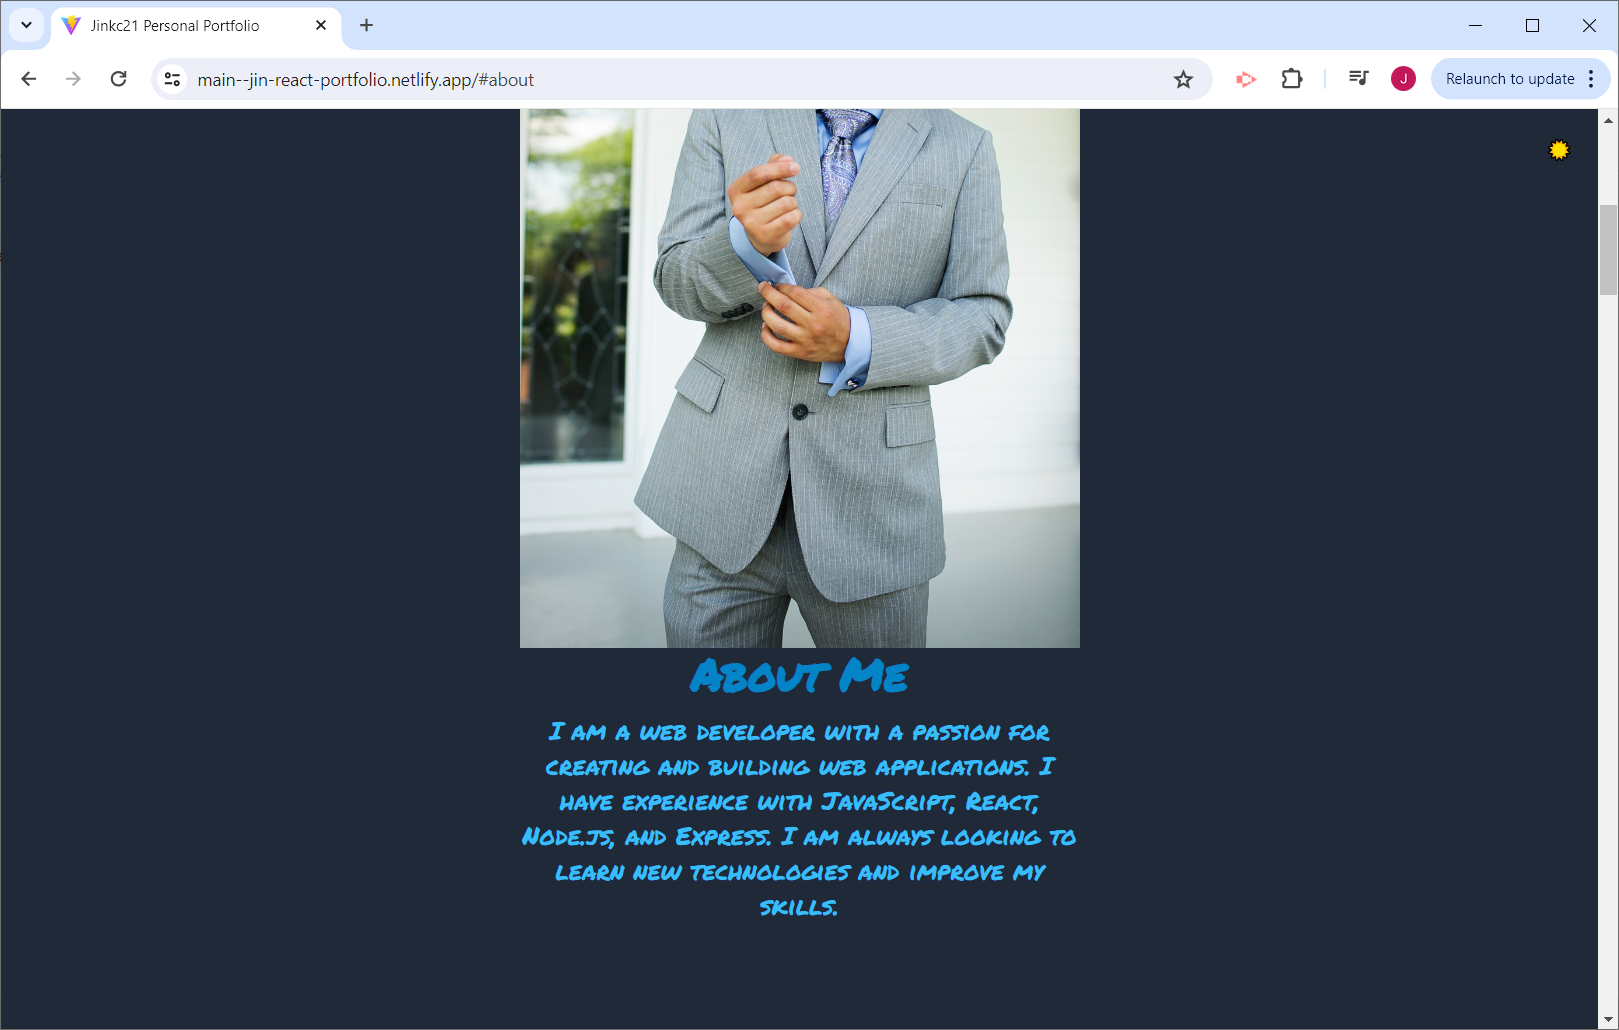 Jinkc21 Personal Portfolio
main--jin-react-portfolio.netlify.app/#about
J
Relaunch to update
About Me
I am a web developer with a passion for
creating and building web applications. I
have experience with JavaScript, React,
Node.js, and Express. I am always looking to
learn new technologies and improve my
skills.